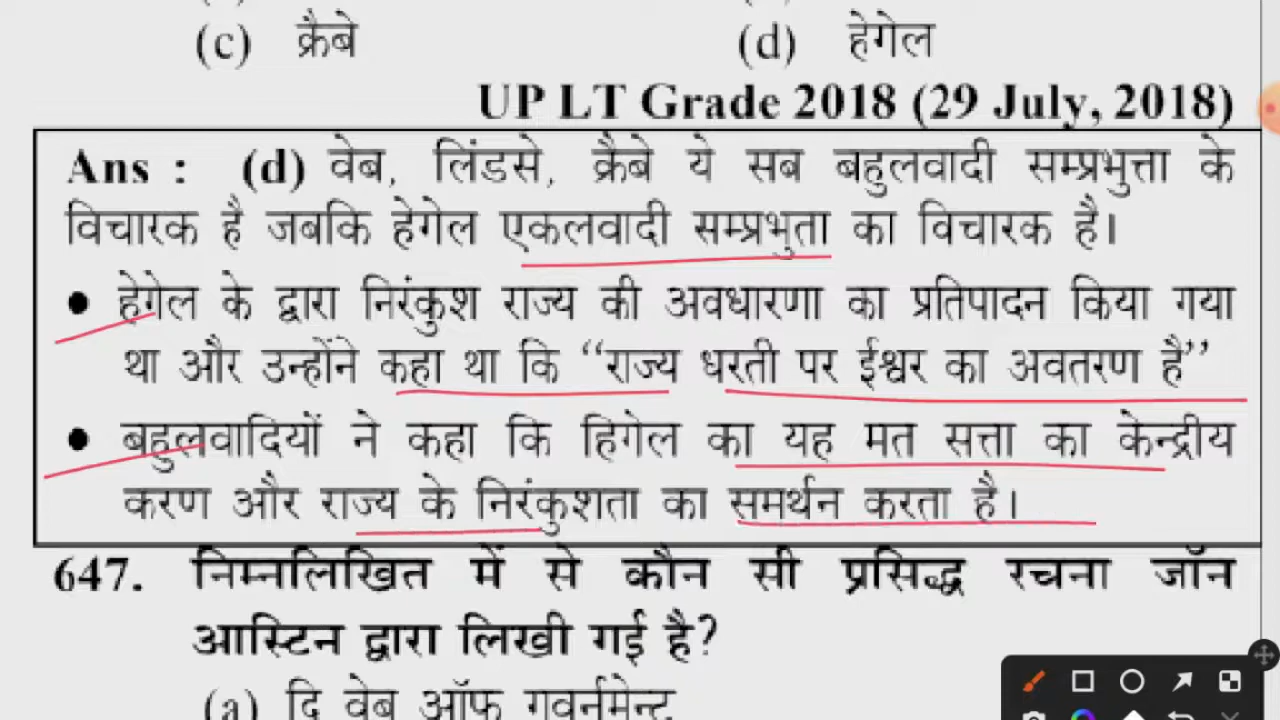 (c) क्रैबे (d) हेगेल
UP LT Grade 2018 (29 July, 2018)
Ans : (d) वेब, लिंडसे, क्रैबे ये सब बहुलवादी सम्प्रभुत्ता के
विचारक है जबकि हेगेल एकलवादी सम्प्रभुता का विचारक है।
● हेगेल के द्वारा निरंकुश राज्य की अवधारणा का प्रतिपादन किया गया
था और उन्होंने कहा था कि “राज्य धरती पर ईश्वर का अवतरण है”
● बहुलवादियों ने कहा कि हिगेल का यह मत सत्ता का केन्द्रीय
करण और राज्य के निरंकुशता का समर्थन करता है।
647. निम्नलिखित में से कौन सी प्रसिद्ध रचना जॉन
आस्टिन द्वारा लिखी गई है?
(a) दि वेब ऑफ गवर्नमेन्ट